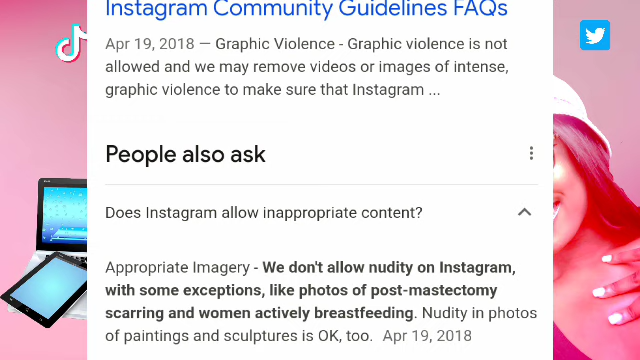 Instagram Community Guidelines FAQs
Apr 19, 2018 — Graphic Violence - Graphic violence is not
allowed and we may remove videos or images of intense,
graphic violence to make sure that Instagram ...
People also ask
Does Instagram allow inappropriate content?
Appropriate Imagery - We don't allow nudity on Instagram,
with some exceptions, like photos of post-mastectomy
scarring and women actively breastfeeding. Nudity in photos
of paintings and sculptures is OK, too. Apr 19, 2018